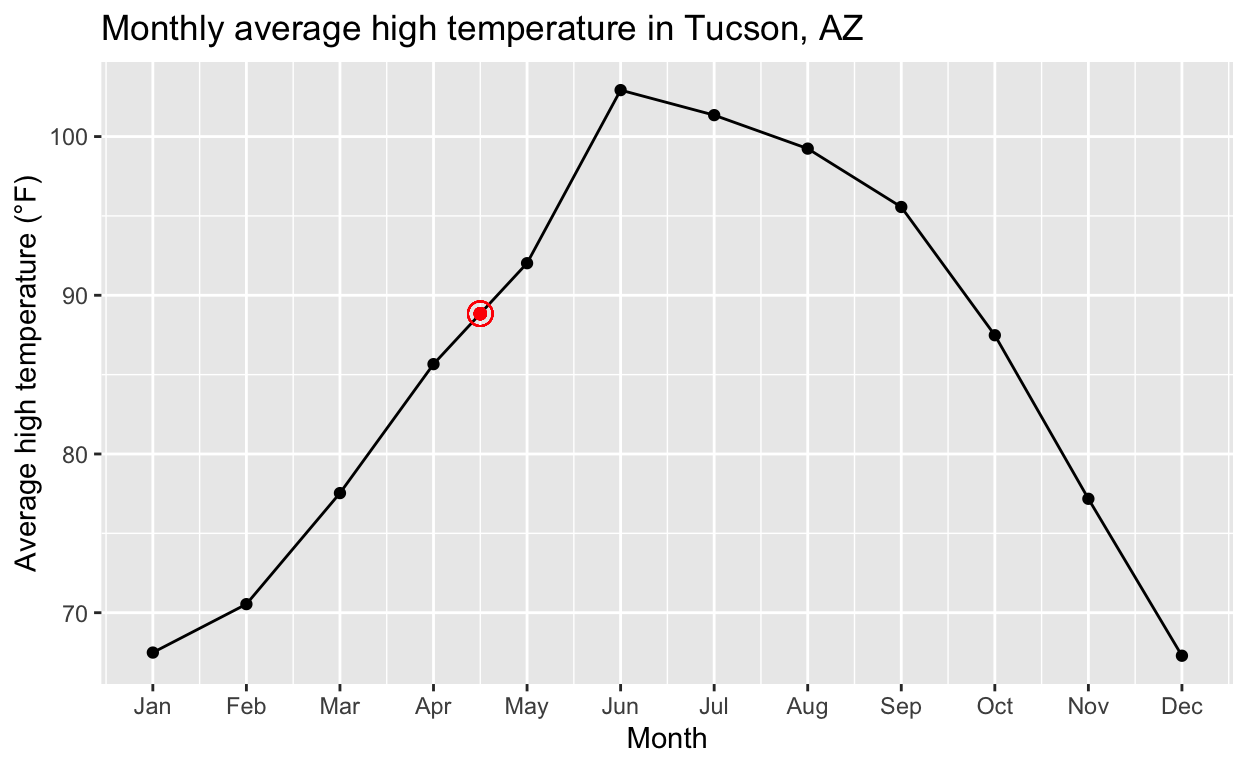 Monthly average high temperature in Tucson, AZ
Average high temperature (°F)
100
90
80
70
Jan Feb Mar Apr May Jun Jul Aug Sep Oct Nov Dec
Month